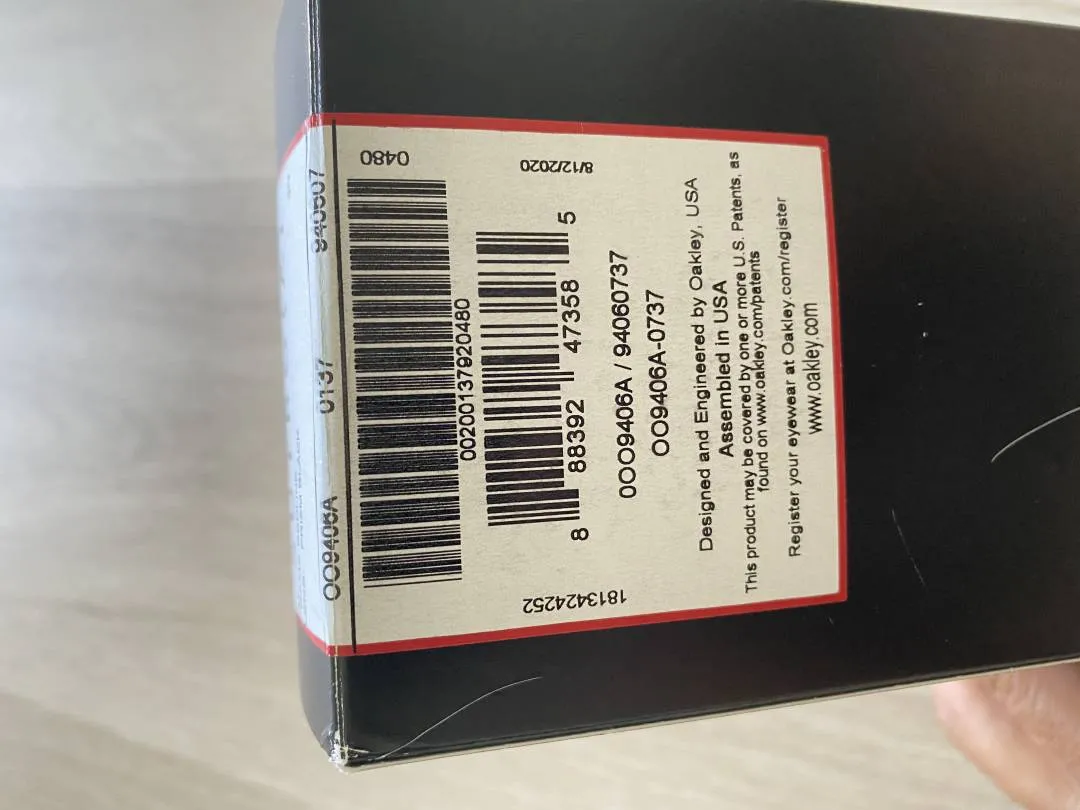 OO9406A 0137 940607
0480
00200137920480
8/12/2020
8 88392 47358 5
1813424252
0OO9406A / 94060737
OO9406A-0737
Designed and Engineered by Oakley, USA
Assembled in USA
This product may be covered by one or more U.S. Patents, as
found on www.oakley.com/patents
Register your eyewear at Oakley.com/register
www.oakley.com